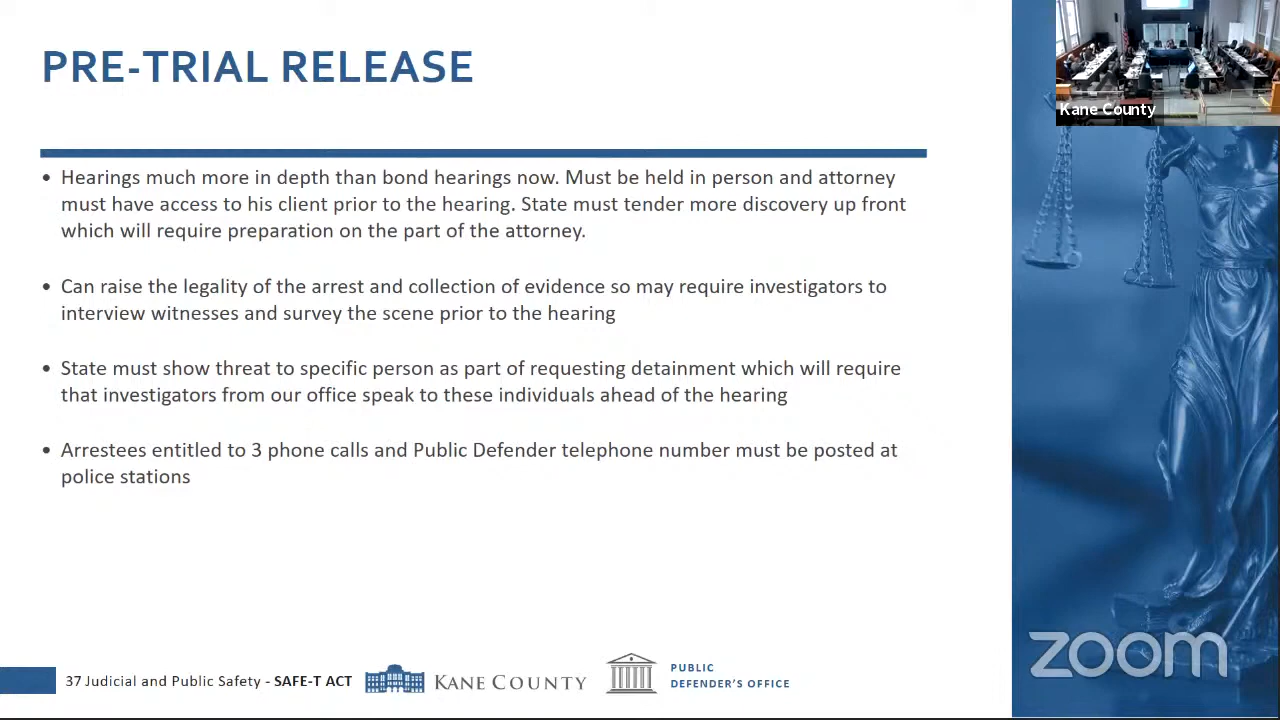 PRE-TRIAL RELEASE
Kane County
• Hearings much more in depth than bond hearings now. Must be held in person and attorney
must have access to his client prior to the hearing. State must tender more discovery up front
which will require preparation on the part of the attorney.
• Can raise the legality of the arrest and collection of evidence so may require investigators to
interview witnesses and survey the scene prior to the hearing
• State must show threat to specific person as part of requesting detainment which will require
that investigators from our office speak to these individuals ahead of the hearing
• Arrestees entitled to 3 phone calls and Public Defender telephone number must be posted at
police stations
37 Judicial and Public Safety - SAFE-T ACT
KANE COUNTY
PUBLIC
DEFENDER'S OFFICE
zoom